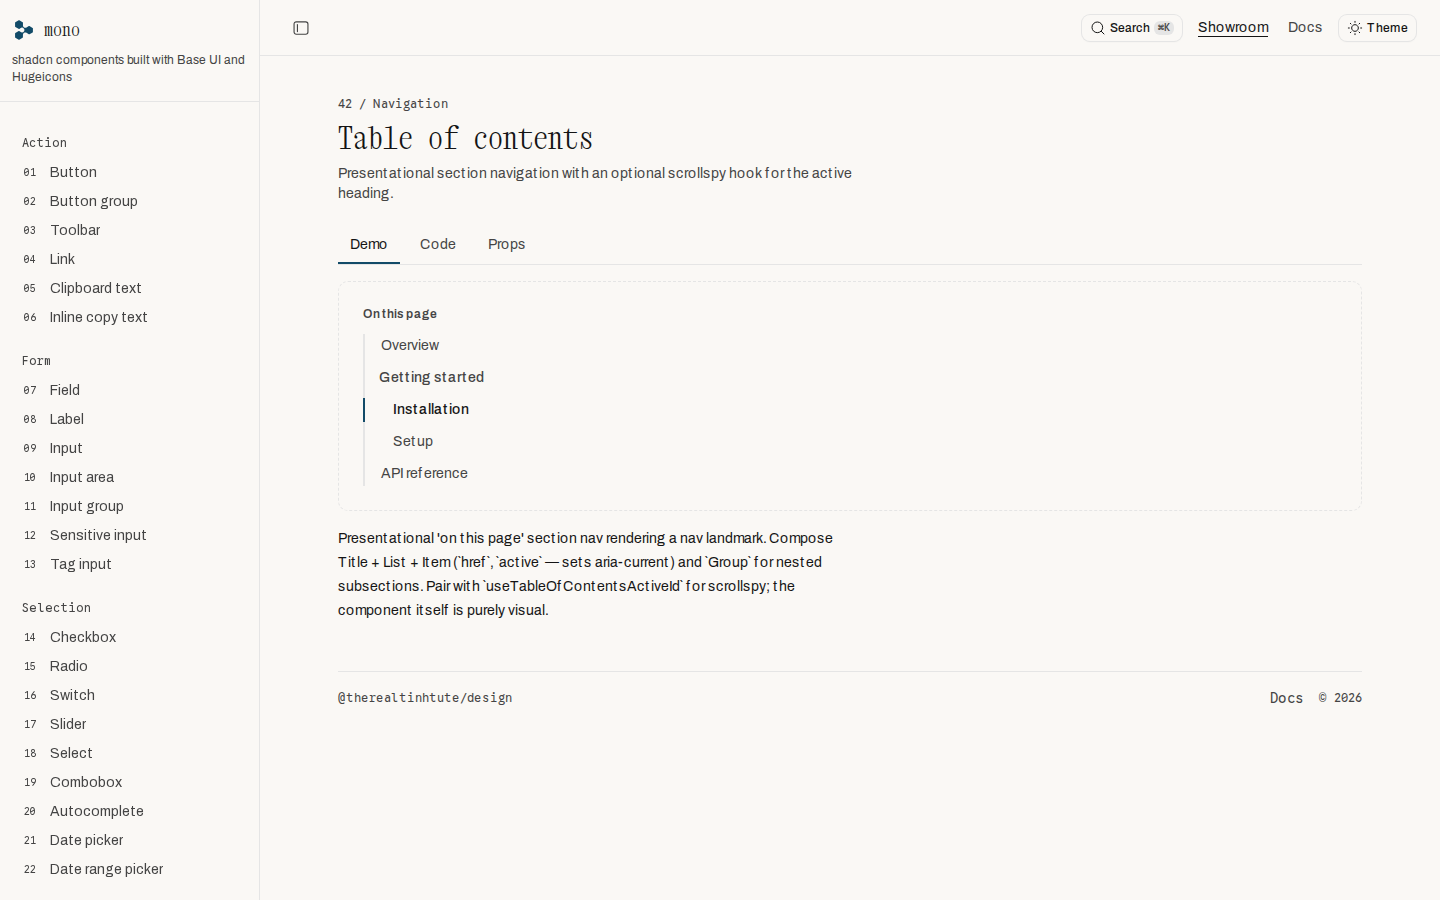 mono
shadcn components built with Base UI and
Hugeicons
Action
01 Button
02 Button group
03 Toolbar
04 Link
05 Clipboard text
06 Inline copy text
Form
07 Field
08 Label
09 Input
10 Input area
11 Input group
12 Sensitive input
13 Tag input
Selection
14 Checkbox
15 Radio
16 Switch
17 Slider
18 Select
19 Combobox
20 Autocomplete
21 Date picker
22 Date range picker
Search ⌘K Showroom Docs Theme
42 / Navigation
Table of contents
Presentational section navigation with an optional scrollspy hook for the active
heading.
Demo Code Props
On this page
Overview
Getting started
Installation
Setup
API reference
Presentational 'on this page' section nav rendering a nav landmark. Compose
Title + List + Item (`href`, `active` — sets aria-current) and `Group` for nested
subsections. Pair with `useTableOfContentsActiveId` for scrollspy; the
component itself is purely visual.
@therealtinhtute/design Docs © 2026